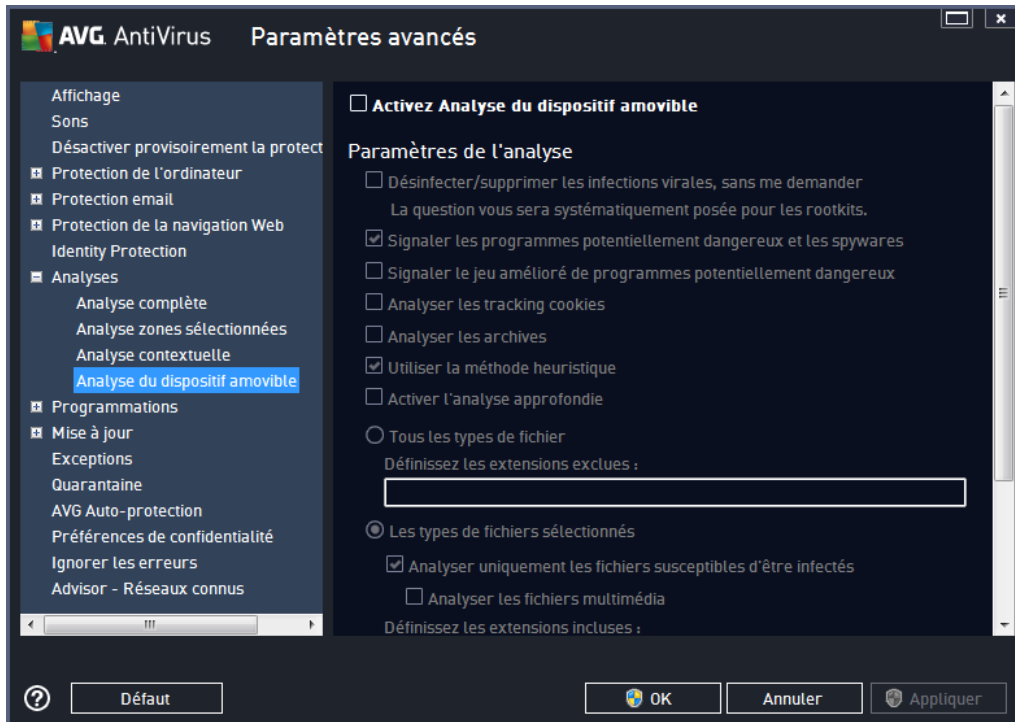 AVG. AntiVirus
Paramètres avancés
Affichage
Sons
Désactiver provisoirement la protect
Protection de l'ordinateur
Protection email
Protection de la navigation Web
Identity Protection
Analyses
Analyse complète
Analyse zones sélectionnées
Analyse contextuelle
Analyse du dispositif amovible
Programmations
Mise à jour
Exceptions
Quarantaine
AVG Auto-protection
Préférences de confidentialité
Ignorer les erreurs
Advisor - Réseaux connus
Activez Analyse du dispositif amovible
Paramètres de l'analyse
Désinfecter/supprimer les infections virales, sans me demander
La question vous sera systématiquement posée pour les rootkits.
Signaler les programmes potentiellement dangereux et les spywares
Signaler le jeu amélioré de programmes potentiellement dangereux
Analyser les tracking cookies
Analyser les archives
Utiliser la méthode heuristique
Activer l'analyse approfondie
Tous les types de fichier
Définissez les extensions exclues :
Les types de fichiers sélectionnés
Analyser uniquement les fichiers susceptibles d'être infectés
Analyser les fichiers multimédia
Définissez les extensions incluses :
?
Défaut
OK
Annuler
Appliquer